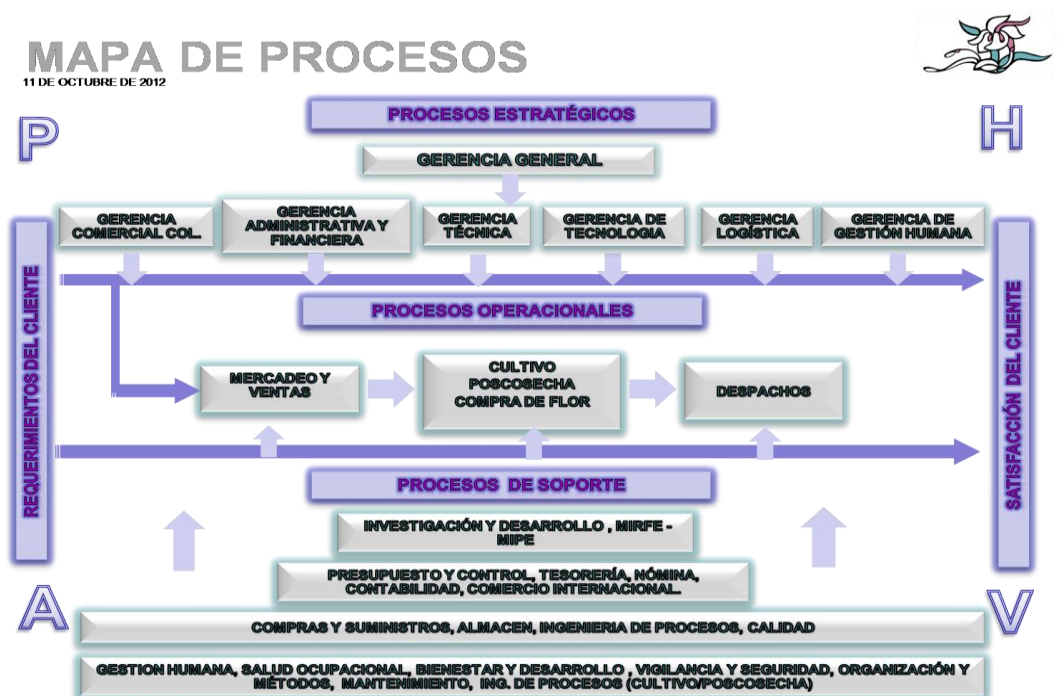 MAPA DE PROCESOS
11 DE OCTUBRE DE 2012
P
H
PROCESOS ESTRATÉGICOS
GERENCIA GENERAL
GERENCIA
COMERCIAL COL.
GERENCIA
ADMINISTRATIVA Y
FINANCIERA
GERENCIA
TÉCNICA
GERENCIA DE
TECNOLOGIA
GERENCIA
LOGÍSTICA
GERENCIA DE
GESTIÓN HUMANA
REQUERIMIENTOS DEL CLIENTE
PROCESOS OPERACIONALES
MERCADEO Y
VENTAS
CULTIVO
POSCOSECHA
COMPRA DE FLOR
DESPACHOS
SATISFACCIÓN DEL CLIENTE
PROCESOS DE SOPORTE
INVESTIGACIÓN Y DESARROLLO , MIRFE -
MIPE
PRESUPUESTO Y CONTROL, TESORERÍA, NÓMINA,
CONTABILIDAD, COMERCIO INTERNACIONAL.
A
V
COMPRAS Y SUMINISTROS, ALMACEN, INGENIERIA DE PROCESOS, CALIDAD
GESTION HUMANA, SALUD OCUPACIONAL, BIENESTAR Y DESARROLLO , VIGILANCIA Y SEGURIDAD, ORGANIZACIÓN Y
MÉTODOS, MANTENIMIENTO, ING. DE PROCESOS (CULTIVO/POSCOSECHA)